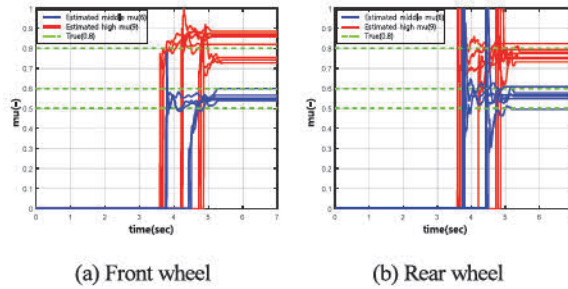 Estimated middle mu(6)
Estimated high mu(9)
True(0.8)
mu(-)
1
0.9
0.8
0.7
0.6
0.5
0.4
0.3
0.2
0.1
0
0 1 2 3 4 5 6 7
time(sec)
(a) Front wheel
Estimated middle mu(8)
Estimated high mu(9)
True(0.8)
mu(-)
1
0.9
0.8
0.7
0.6
0.5
0.4
0.3
0.2
0.1
0
0 1 2 3 4 5 6 7
time(sec)
(b) Rear wheel